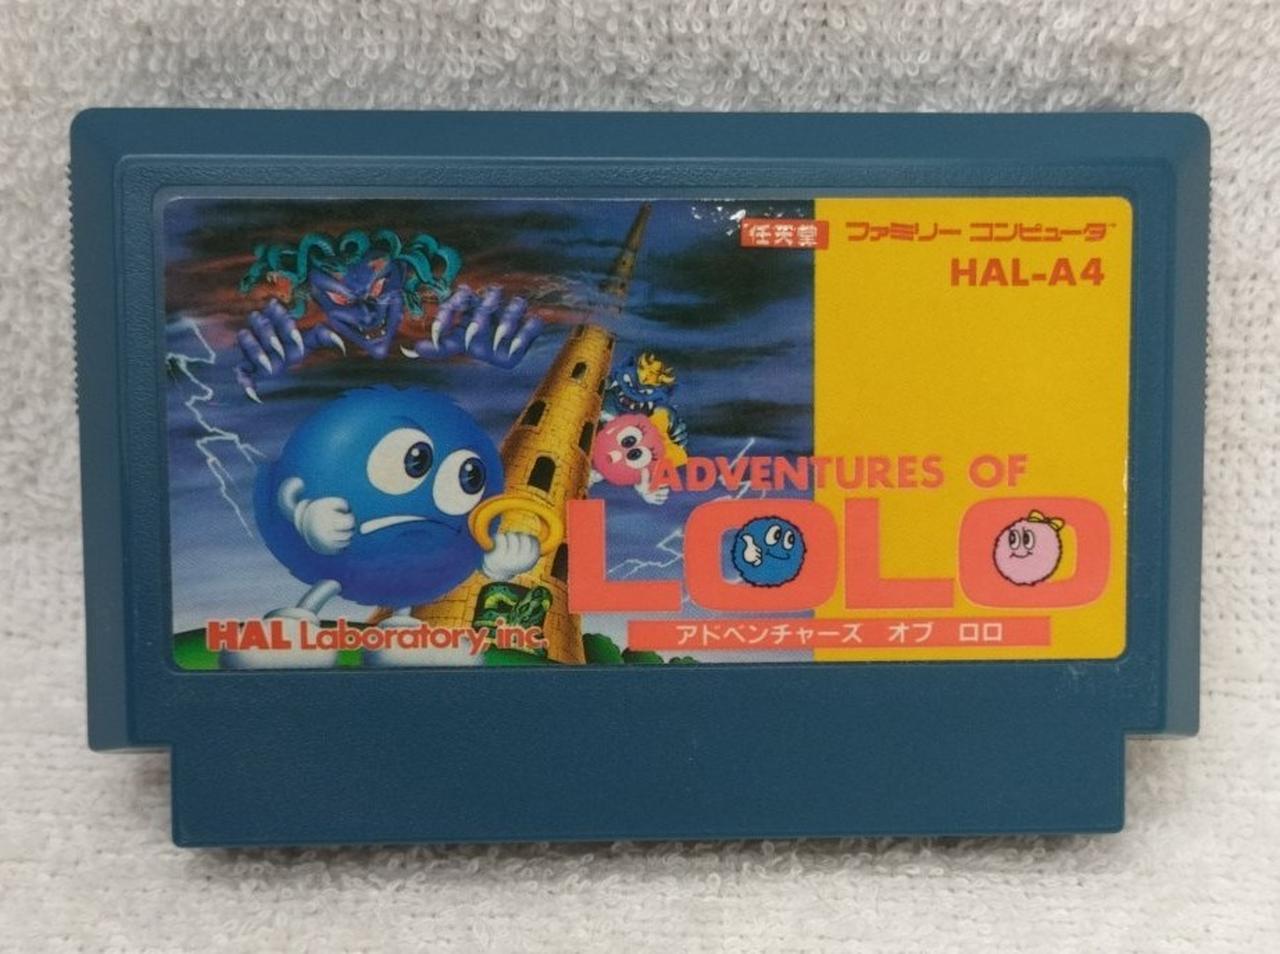 任天堂 ファミリー コンピュータ
HAL-A4
ADVENTURES OF
LOLO
アドベンチャーズ オブ ロロ
HAL Laboratory, inc.